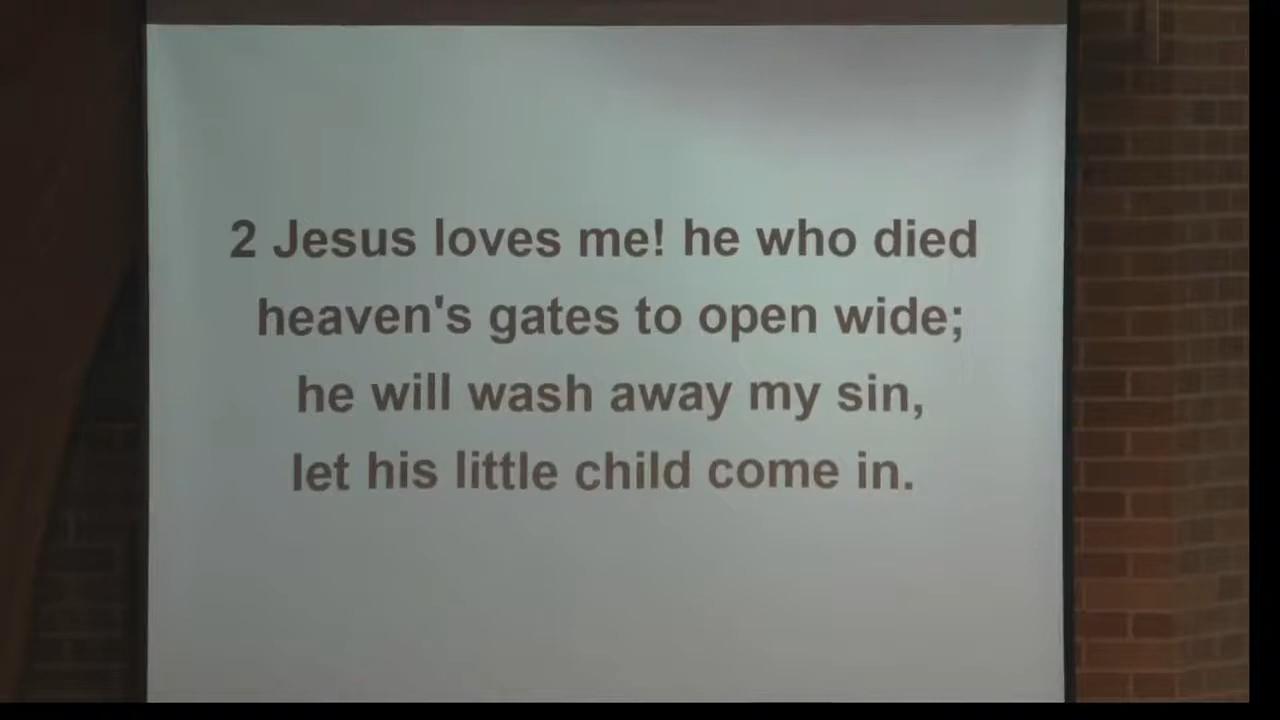 2 Jesus loves me! he who died
heaven's gates to open wide;
he will wash away my sin,
let his little child come in.